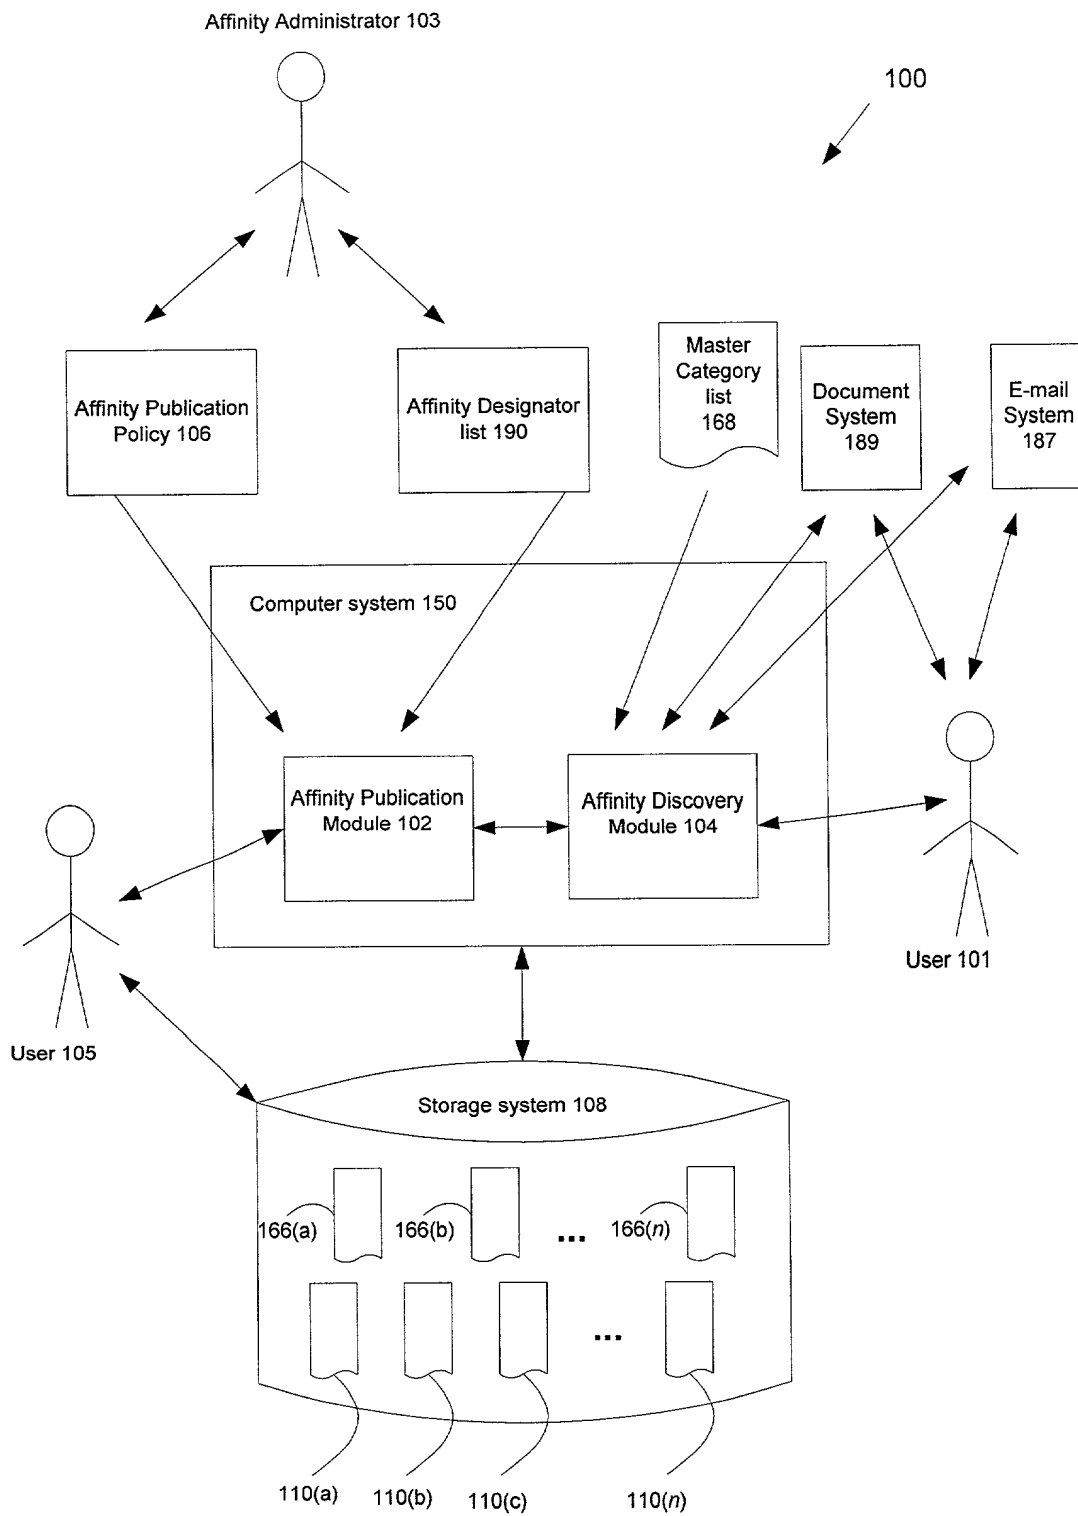 Affinity Administrator 103
100
Affinity Publication
Policy 106
Affinity Designator
list 190
Master
Category
list
168
Document
System
189
E-mail
System
187
Computer system 150
Affinity Publication
Module 102
Affinity Discovery
Module 104
User 101
User 105
Storage system 108
166(a)
166(b)
...
166(n)
...
110(a)
110(b)
110(c)
110(n)